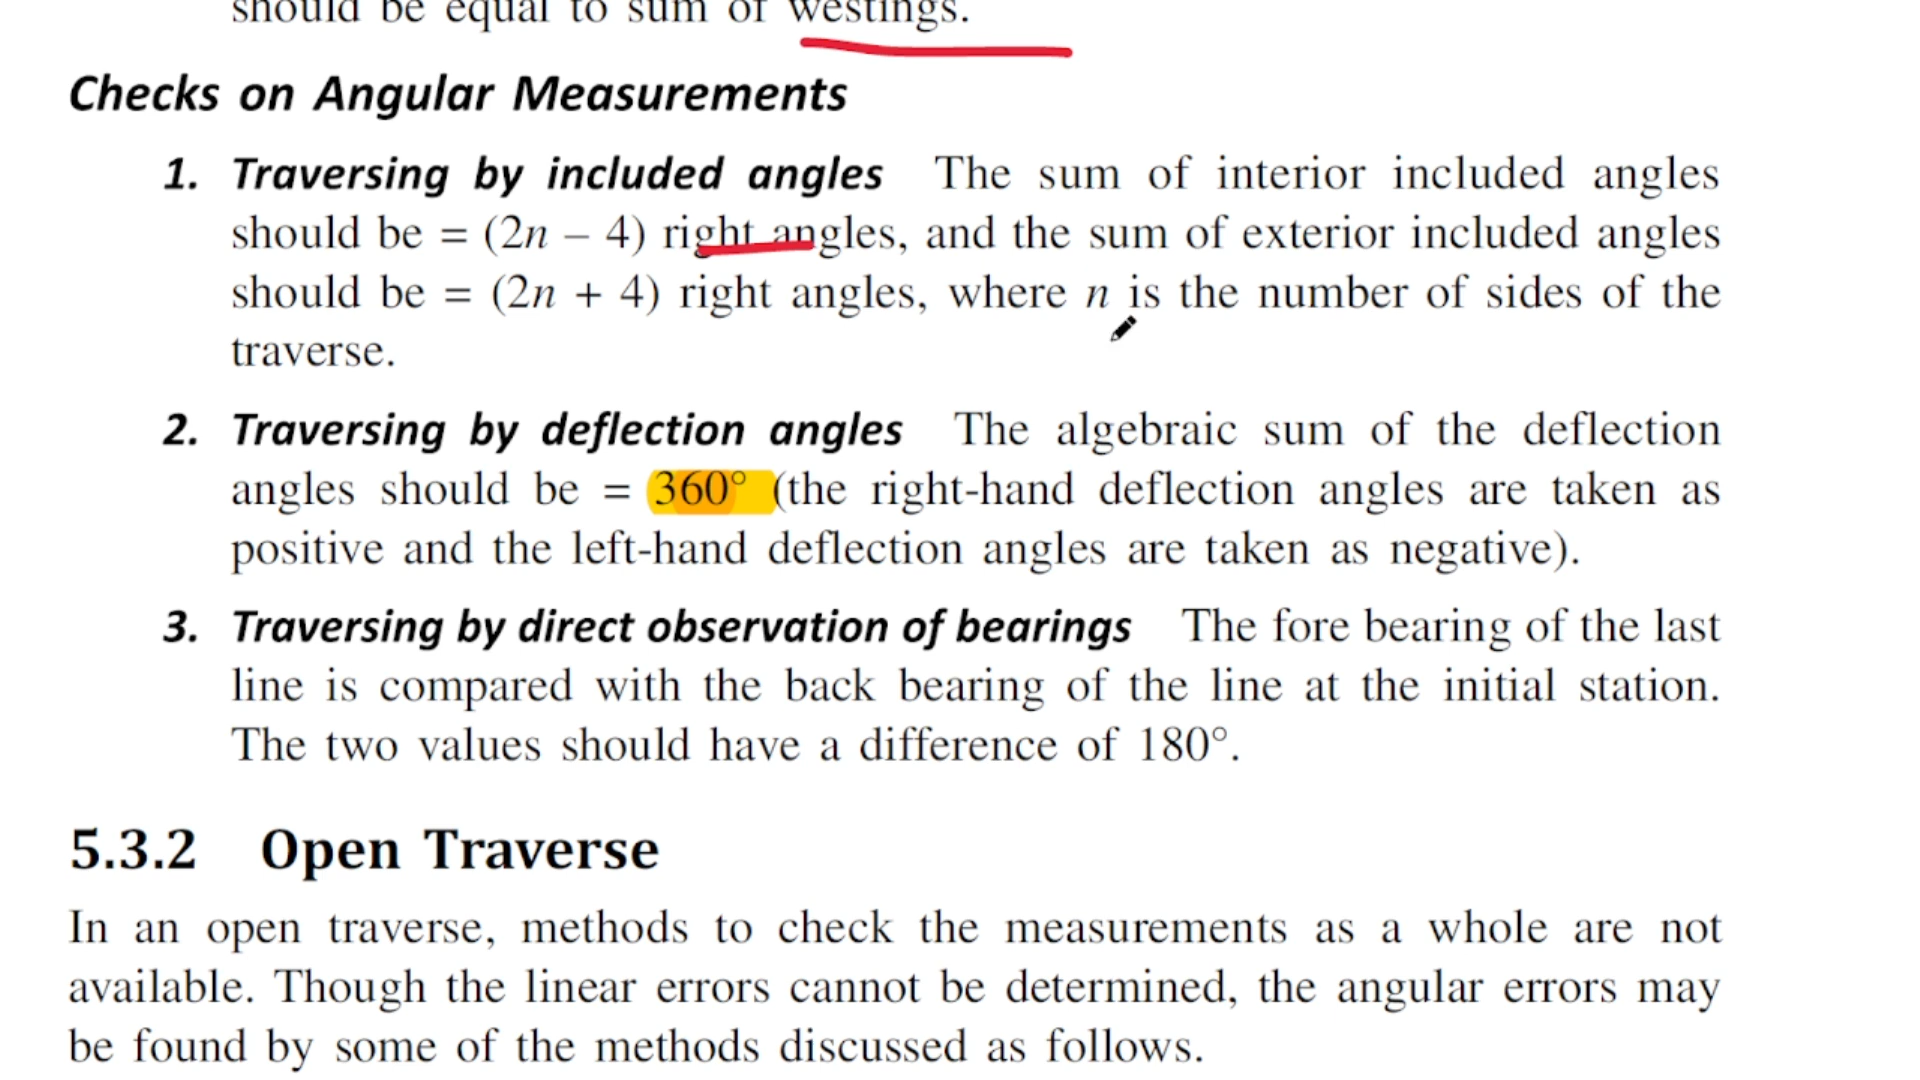 should be equal to sum of westings.
Checks on Angular Measurements
1. Traversing by included angles The sum of interior included angles
should be = (2n – 4) right angles, and the sum of exterior included angles
should be = (2n + 4) right angles, where n is the number of sides of the
traverse.
2. Traversing by deflection angles The algebraic sum of the deflection
angles should be = 360° (the right-hand deflection angles are taken as
positive and the left-hand deflection angles are taken as negative).
3. Traversing by direct observation of bearings The fore bearing of the last
line is compared with the back bearing of the line at the initial station.
The two values should have a difference of 180°.
5.3.2 Open Traverse
In an open traverse, methods to check the measurements as a whole are not
available. Though the linear errors cannot be determined, the angular errors may
be found by some of the methods discussed as follows.